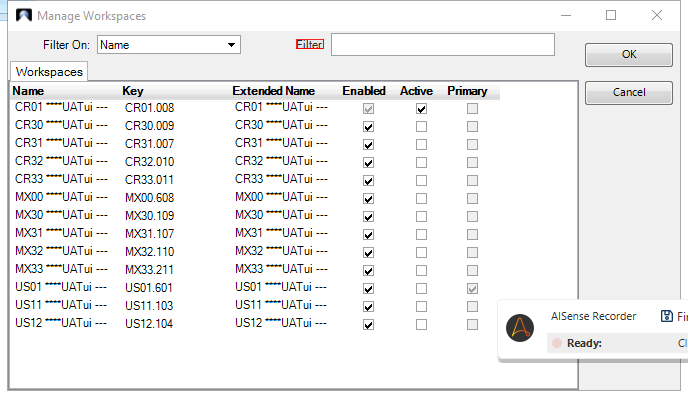 Manage Workspaces
Filter On: Name Filter
OK
Workspaces
Cancel
Name Key Extended Name Enabled Active Primary
CR01 ****UATui --- CR01.008 CR01 ****UATui ---
CR30 ****UATui --- CR30.009 CR30 ****UATui ---
CR31 ****UATui --- CR31.007 CR31 ****UATui ---
CR32 ****UATui --- CR32.010 CR32 ****UATui ---
CR33 ****UATui --- CR33.011 CR33 ****UATui ---
MX00 ****UATui --- MX00.608 MX00 ****UATui ---
MX30 ****UATui --- MX30.109 MX30 ****UATui ---
MX31 ****UATui --- MX31.107 MX31 ****UATui ---
MX32 ****UATui --- MX32.110 MX32 ****UATui ---
MX33 ****UATui --- MX33.211 MX33 ****UATui ---
US01 ****UATui --- US01.601 US01 ****UATui ---
US11 ****UATui --- US11.103 US11 ****UATui ---
US12 ****UATui --- US12.104 US12 ****UATui ---
AISense Recorder Fi
Ready: Cl